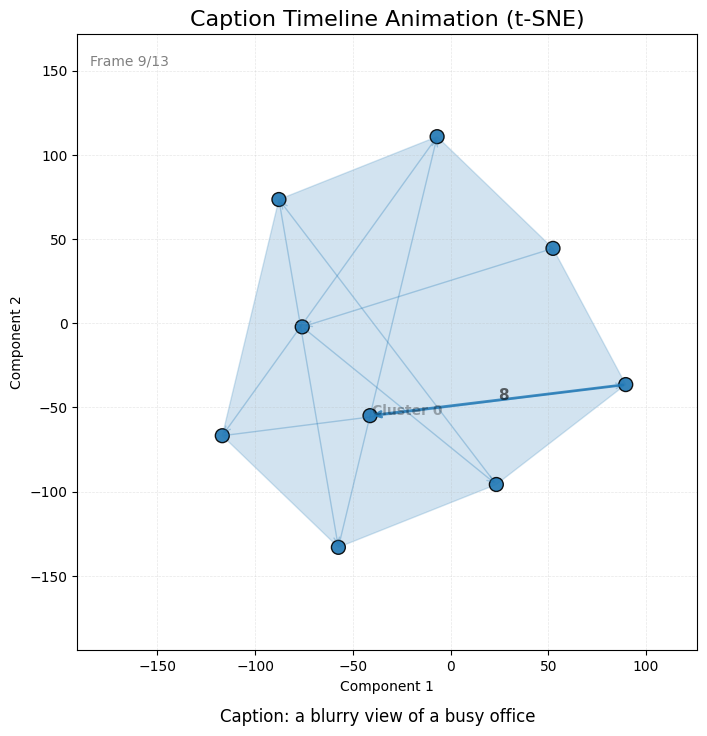 Caption Timeline Animation (t-SNE)
Frame 9/13
150
100
50
0
−50
−100
−150
Component 2
8
Cluster 0
−150
−100
−50
0
50
100
Component 1
Caption: a blurry view of a busy office